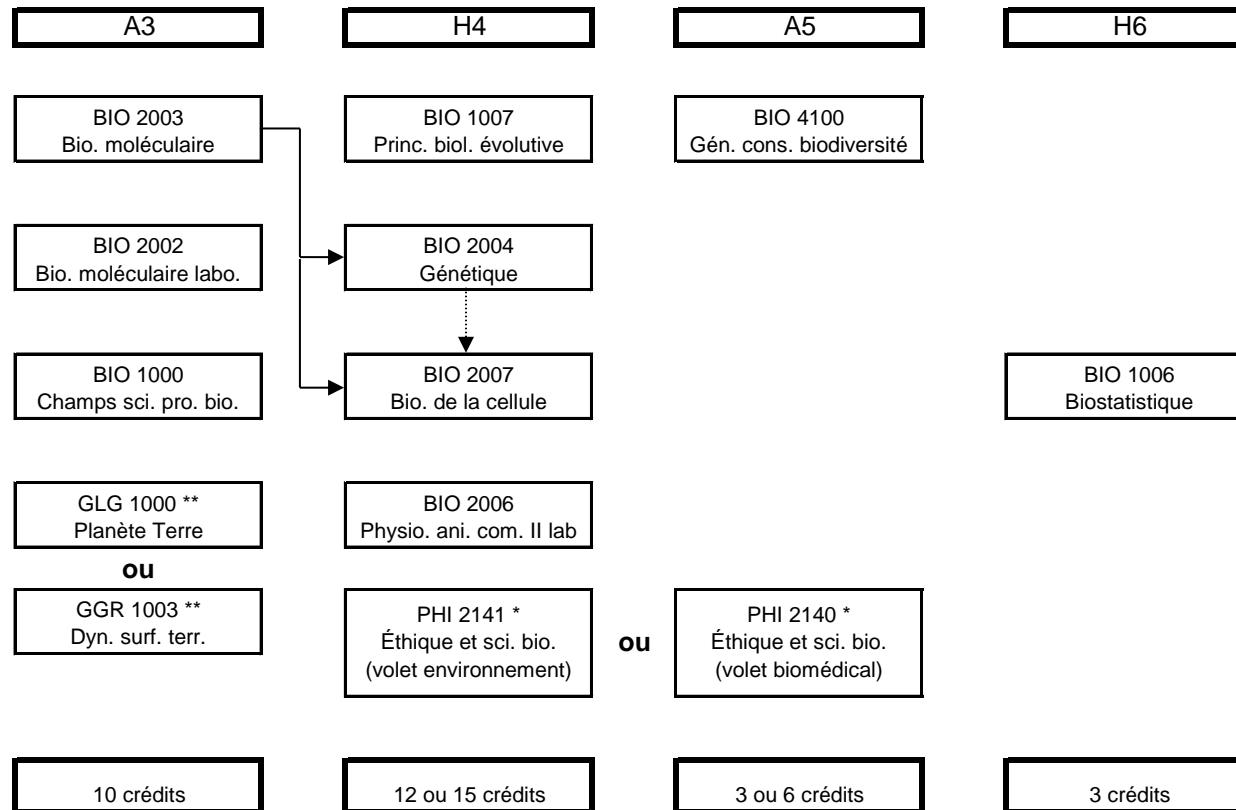 A3
H4
A5
H6
BIO 2003
Bio. moléculaire
BIO 1007
Princ. biol. évolutive
BIO 4100
Gén. cons. biodiversité
BIO 2002
Bio. moléculaire labo.
BIO 2004
Génétique
BIO 1000
Champs sci. pro. bio.
BIO 2007
Bio. de la cellule
BIO 1006
Biostatistique
GLG 1000 **
Planète Terre
BIO 2006
Physio. ani. com. II lab
ou
GGR 1003 **
Dyn. surf. terr.
PHI 2141 *
Éthique et sci. bio.
(volet environnement)
ou
PHI 2140 *
Éthique et sci. bio.
(volet biomédical)
10 crédits
12 ou 15 crédits
3 ou 6 crédits
3 crédits